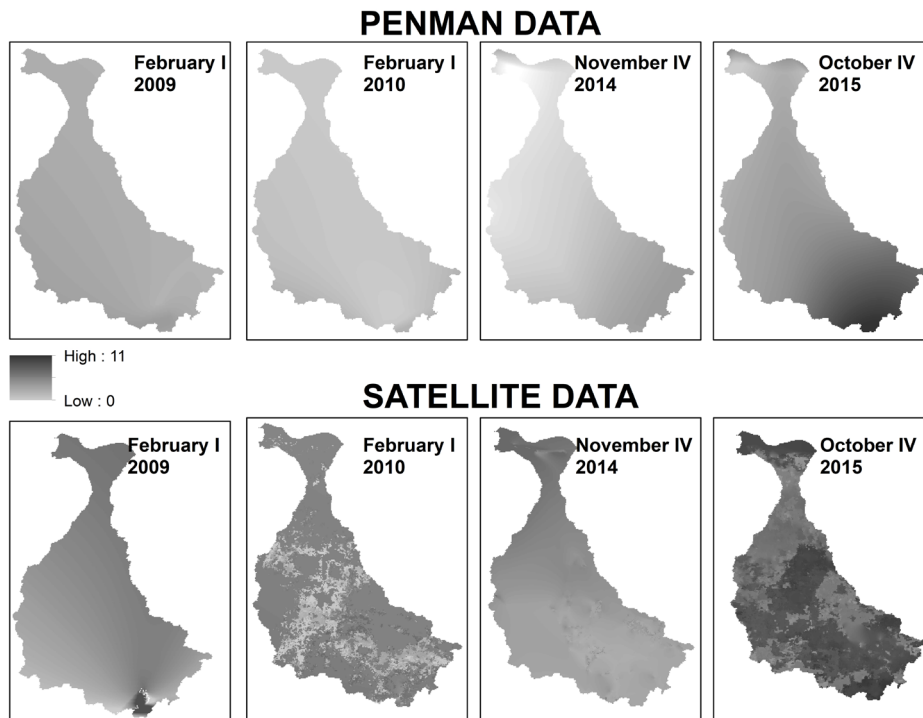 PENMAN DATA
February I
2009
February I
2010
November IV
2014
October IV
2015
High : 11
Low : 0
SATELLITE DATA
February I
2009
February I
2010
November IV
2014
October IV
2015